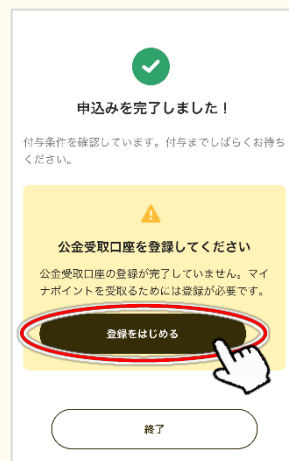 申込みを完了しました！
付与条件を確認しています。付与までしばらくお待ち
ください。
公金受取口座を登録してください
公金受取口座の登録が完了していません。マイ
ナポイントを受取るためには登録が必要です。
登録をはじめる
終了